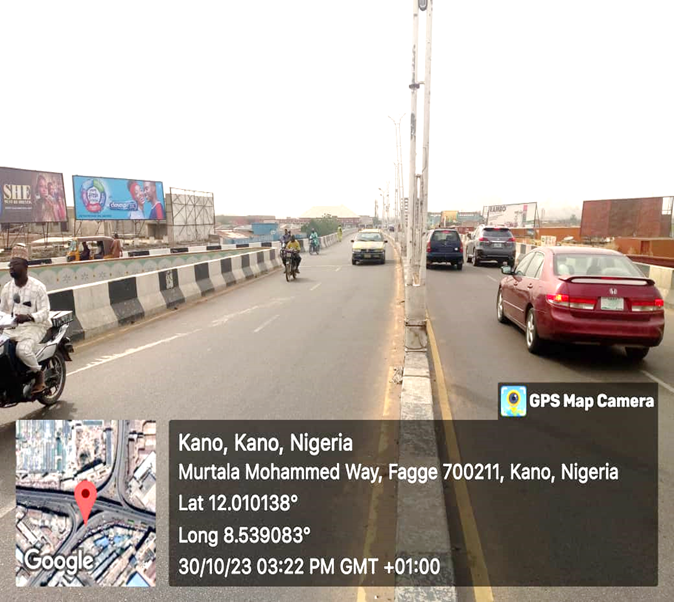 SHE
RAMBO
GPS Map Camera
Kano, Kano, Nigeria
Murtala Mohammed Way, Fagge 700211, Kano, Nigeria
Lat 12.010138°
Long 8.539083°
30/10/23 03:22 PM GMT +01:00
Google